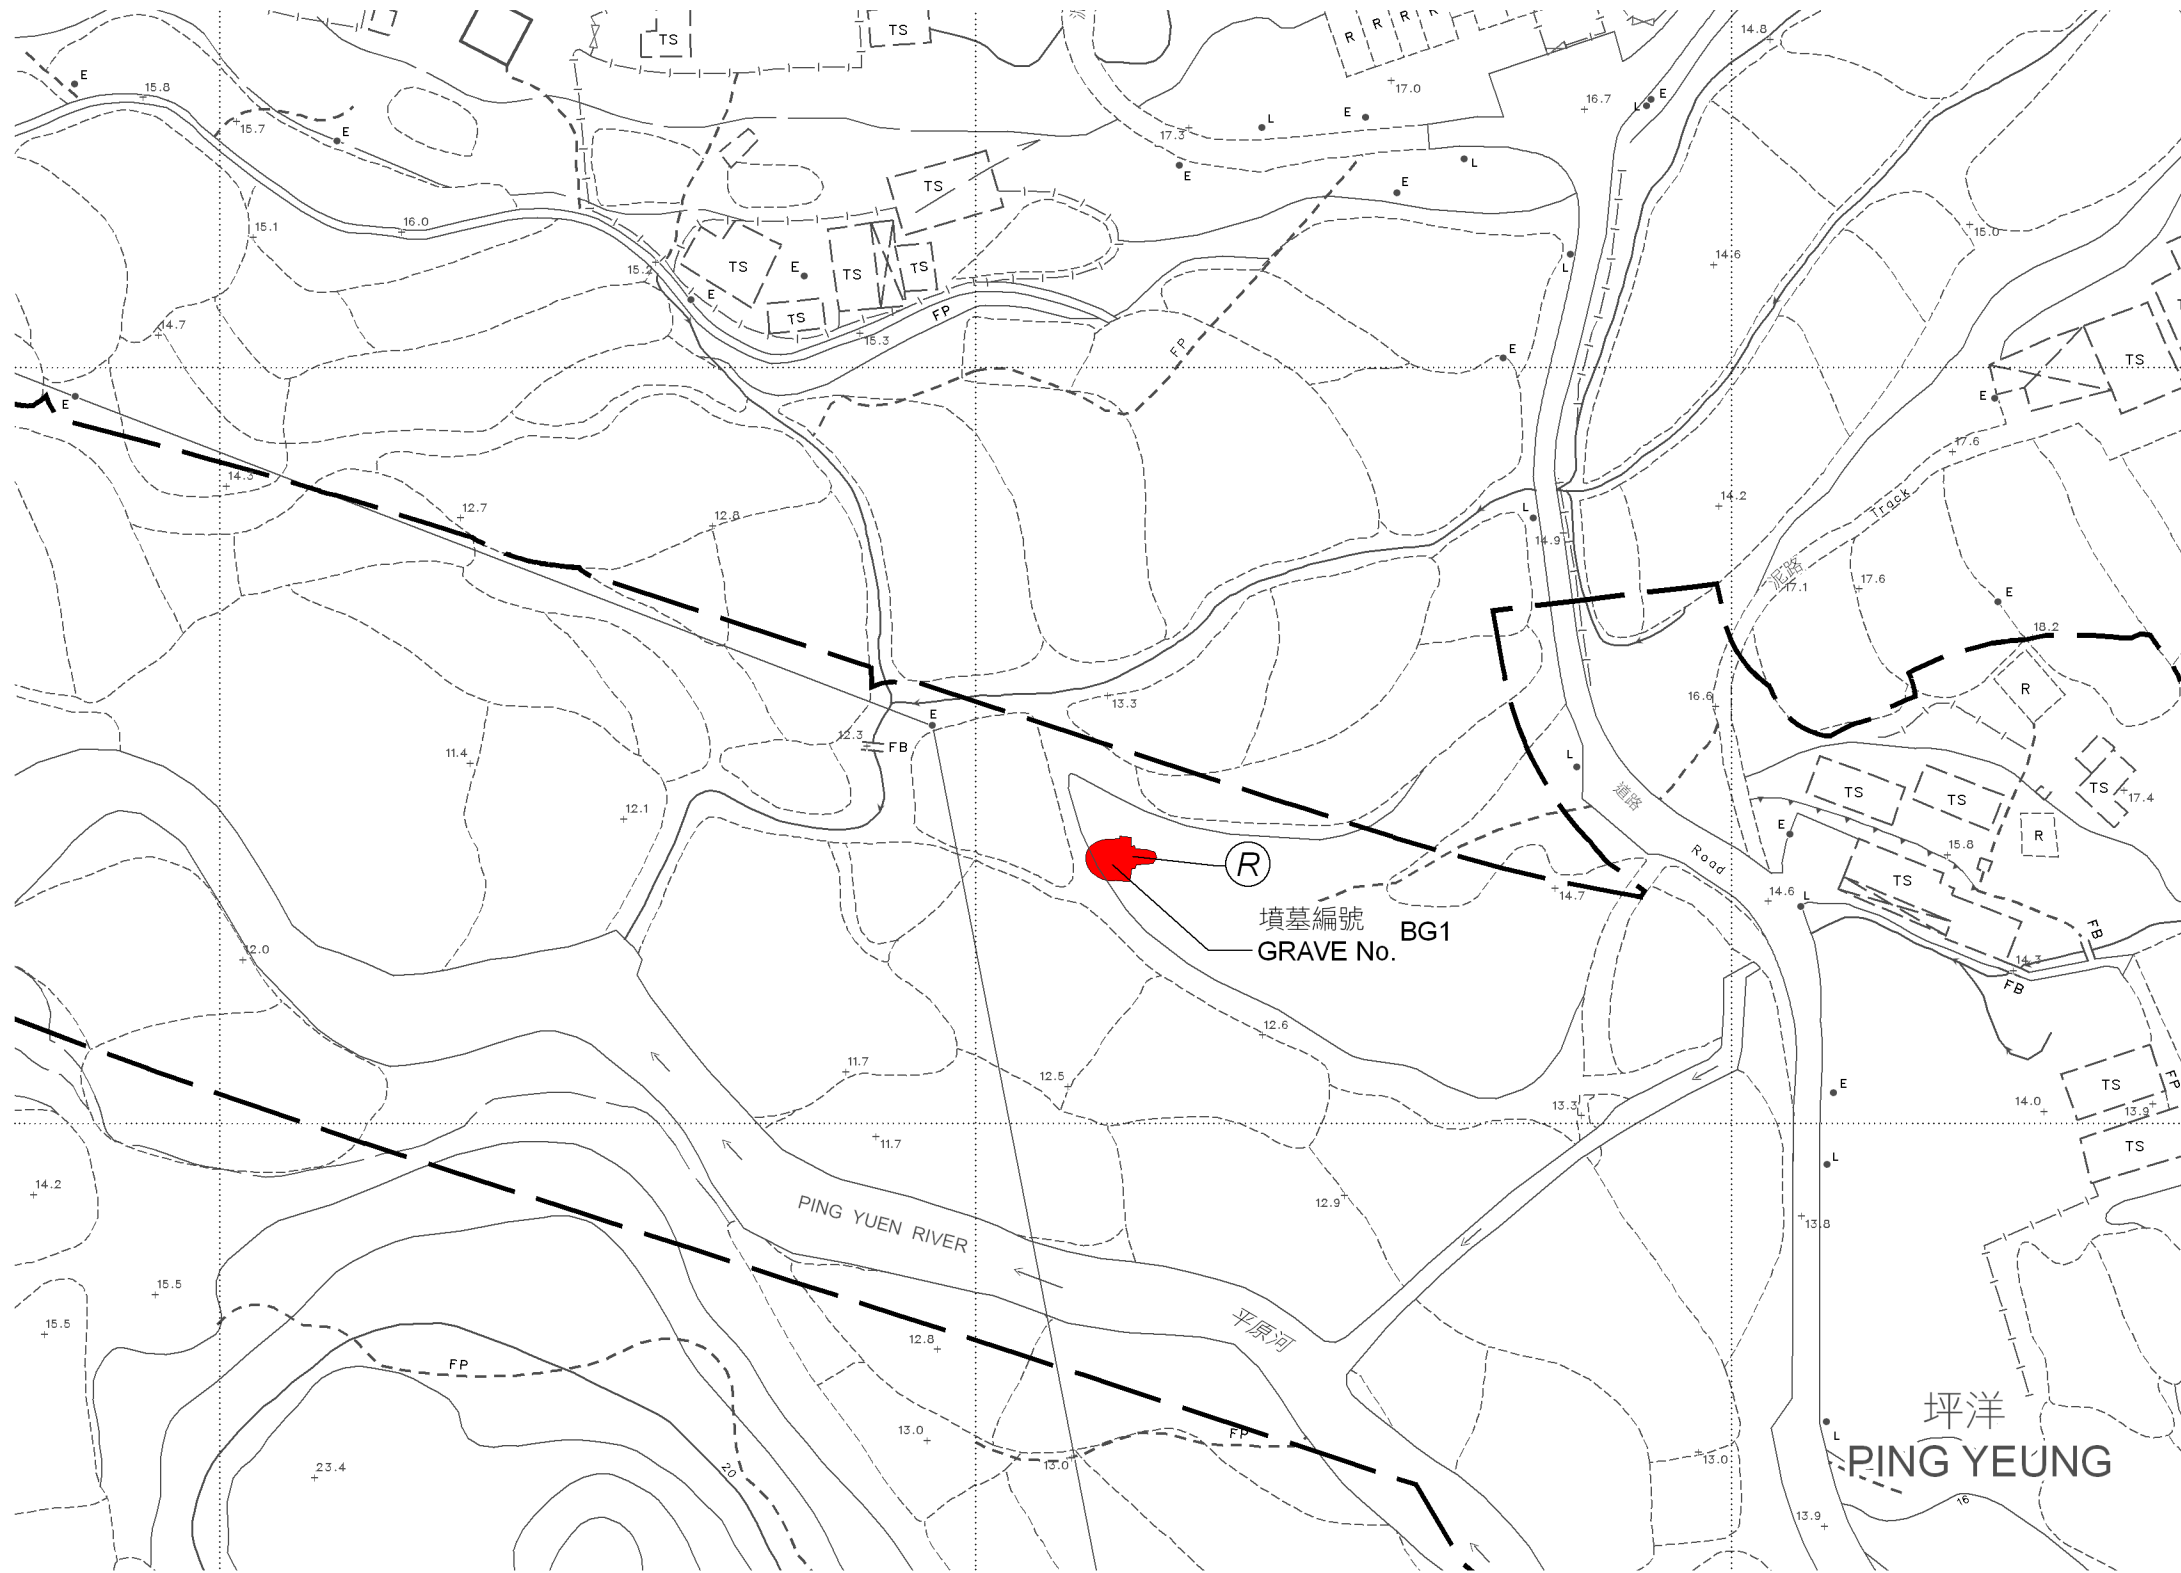 TS
TS
R
R
14.8
E
15.8
15.7
E
17.0
16.7
L
E
17.3
L
E
E
L
E
TS
15.1
16.0
15.0
15.2
TS
E
TS
TS
14.6
L
E
TS
FP
14.7
15.3
FP
E
TS
E
E
17.6
14.3
12.7
12.8
14.2
Track
L
14.9
泥路
17.1
17.6
E
18.2
R
16.6
13.3
E
12.3
FB
11.4
L
道路
TS
TS
TS
17.4
12.1
E
R
Road
15.8
R
TS
14.7
14.6
L
墳墓編號
GRAVE No.
BG1
FB
12.0
14.3
FB
12.6
11.7
12.5
E
TS
FP
13.3
14.0
13.9
11.7
TS
L
14.2
12.9
PING YUEN RIVER
13.8
15.5
15.5
平原河
12.8
FP
坪洋
PING YEUNG
13.0
FP
L
13.0
13.0
20
23.4
16
13.9